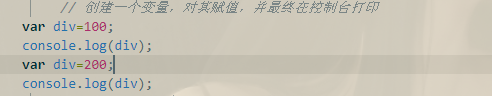 // 创建一个变量，对其赋值，并最终在控制台打印
var div=100;
console.log(div);
var div=200;
console.log(div);